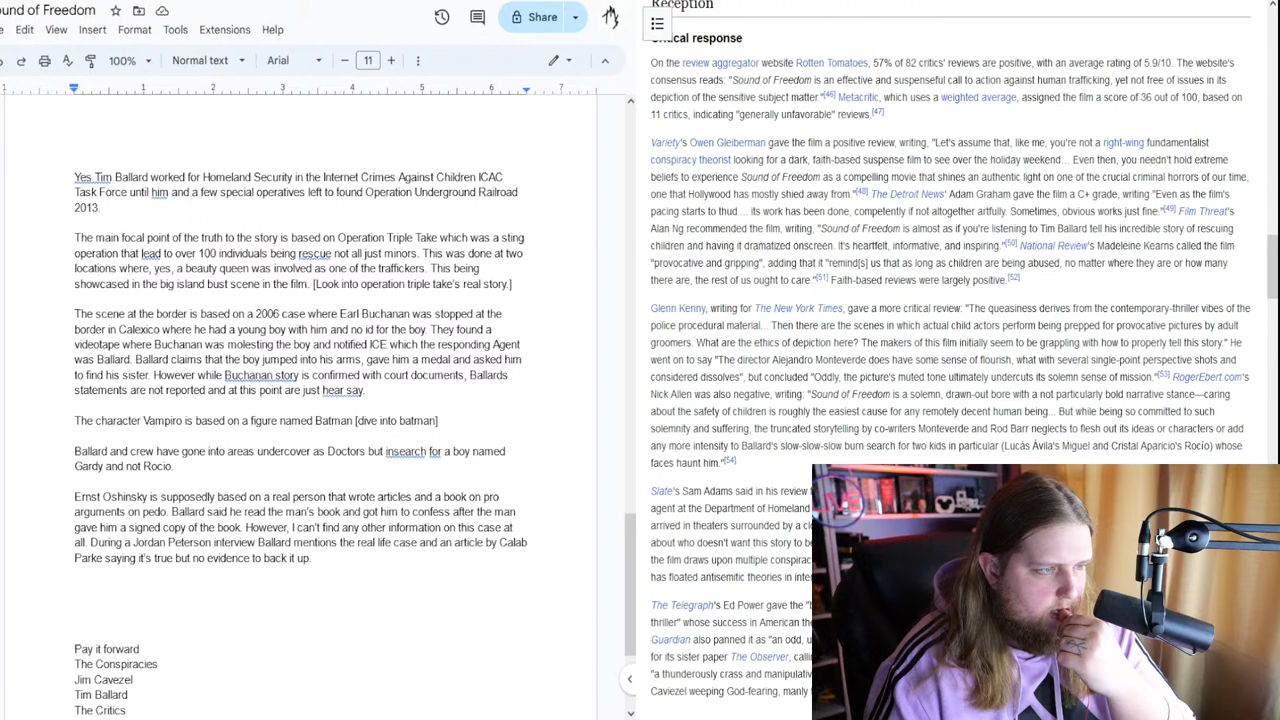 ound of Freedom
Share
Edit View Insert Format Tools Extensions Help
100% Normal text Arial 11
1 1 2 3 4 5 6 7
Yes Tim Ballard worked for Homeland Security in the Internet Crimes Against Children ICAC
Task Force until him and a few special operatives left to found Operation Underground Railroad
2013.
The main focal point of the truth to the story is based on Operation Triple Take which was a sting
operation that lead to over 100 individuals being rescue not all just minors. This was done at two
locations where, yes, a beauty queen was involved as one of the traffickers. This being
showcased in the big island bust scene in the film. [Look into operation triple take's real story.]
The scene at the border is based on a 2006 case where Earl Buchanan was stopped at the
border in Calexico where he had a young boy with him and no id for the boy. They found a
videotape where Buchanan was molesting the boy and notified ICE which the responding Agent
was Ballard. Ballard claims that the boy jumped into his arms, gave him a medal and asked him
to find his sister. However while Buchanan story is confirmed with court documents, Ballards
statements are not reported and at this point are just hear say.
The character Vampiro is based on a figure named Batman [dive into batman]
Ballard and crew have gone into areas undercover as Doctors but insearch for a boy named
Gardy and not Rocio.
Ernst Oshinsky is supposedly based on a real person that wrote articles and a book on pro
arguments on pedo. Ballard said he read the man's book and got him to confess after the man
gave him a signed copy of the book. However, I can't find any other information on this case at
all. During a Jordan Peterson interview Ballard mentions the real life case and an article by Calab
Parke saying it's true but no evidence to back it up.
Pay it forward
The Conspiracies
Jim Cavezel
Tim Ballard
The Critics
Reception
Critical response
On the review aggregator website Rotten Tomatoes, 57% of 82 critics' reviews are positive, with an average rating of 5.9/10. The website's
consensus reads: "Sound of Freedom is an effective and suspenseful call to action against human trafficking, yet not free of issues in its
depiction of the sensitive subject matter."[46] Metacritic, which uses a weighted average, assigned the film a score of 36 out of 100, based on
11 critics, indicating "generally unfavorable" reviews.[47]
Variety's Owen Gleiberman gave the film a positive review, writing, "Let's assume that, like me, you're not a right-wing fundamentalist
conspiracy theorist looking for a dark, faith-based suspense film to see over the holiday weekend... Even then, you needn't hold extreme
beliefs to experience Sound of Freedom as a compelling movie that shines an authentic light on one of the crucial criminal horrors of our time,
one that Hollywood has mostly shied away from."[48] The Detroit News' Adam Graham gave the film a C+ grade, writing "Even as the film's
pacing starts to thud ... its work has been done, competently if not altogether artfully. Sometimes, obvious works just fine."[49] Film Threat's
Alan Ng recommended the film, writing, "Sound of Freedom is almost as if you're listening to Tim Ballard tell his incredible story of rescuing
children and having it dramatized onscreen. It's heartfelt, informative, and inspiring."[50] National Review's Madeleine Kearns called the film
"provocative and gripping", adding that it "remind[s] us that as long as children are being abused, no matter where they are or how many
there are, the rest of us ought to care."[51] Faith-based reviews were largely positive.[52]
Glenn Kenny, writing for The New York Times, gave a more critical review: "The queasiness derives from the contemporary-thriller verities of the
police procedural material... Then there are the scenes in which actual child actors perform being prepped for provocative pictures by adult
groomers. What are the ethics of depiction here? The makers of this film initially seem to be grappling with how to properly tell this story." He
went on to say "The director Alejandro Monteverde does have some sense of flourish, what with several single-point perspective shots and
considered dissolves", but concluded "Oddly, the picture's muted tone ultimately undercuts its solemn sense of mission."[53] RogerEbert.com's
Nick Allen was also negative, writing: "Sound of Freedom is a solemn, drawn-out bore with a not particularly bold narrative stance—caring
about the safety of children is roughly the easiest cause for any remotely decent human being... But while being so committed to such
solemnity and suffering, the truncated storytelling by co-writers Monteverde and Rod Barr neglects to flesh out its ideas or characters or add
any more intensity to Ballard's slow-slow-slow burn search for two kids in particular (Lucás Ávila's Miguel and Cristal Aparicio's Rocío) whose
faces haunt him."[54]
Slate's Sam Adams said in his review
agent at the Department of Homeland
arrived in theaters surrounded by a cl
about who doesn't want this story to b
the film draws upon multiple conspirac
has floated antisemitic theories in inte
The Telegraph's Ed Power gave the "b
thriller" whose success in American the
Guardian also panned it as "an odd, u
for its sister paper The Observer, calli
"a thunderously crass and manipulativ
Caviezel weeping God-fearing, manly